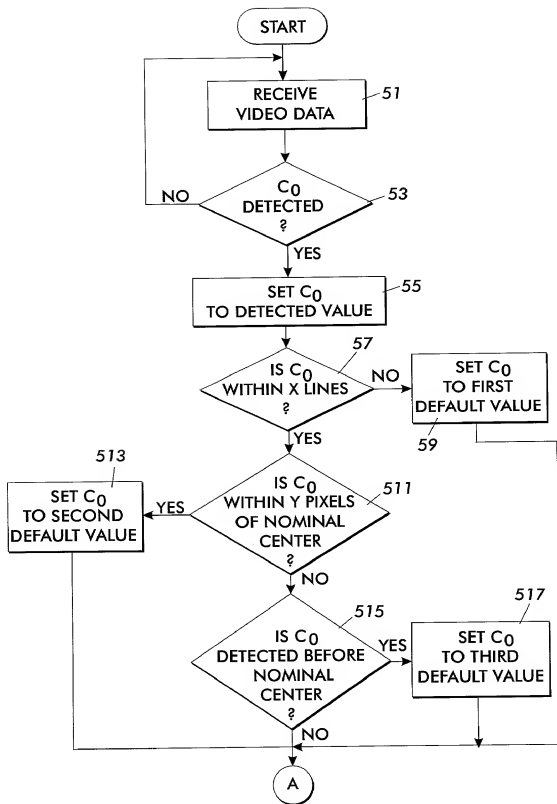 START
RECEIVE
VIDEO DATA
51
C0
DETECTED
?
53
NO
YES
SET C0
TO DETECTED VALUE
55
57
IS C0
WITHIN X LINES
?
NO
SET C0
TO FIRST
DEFAULT VALUE
59
YES
513
SET C0
TO SECOND
DEFAULT VALUE
YES
IS C0
WITHIN Y PIXELS
OF NOMINAL
CENTER
?
511
NO
515
IS C0
DETECTED BEFORE
NOMINAL
CENTER
?
YES
517
SET C0
TO THIRD
DEFAULT VALUE
NO
A